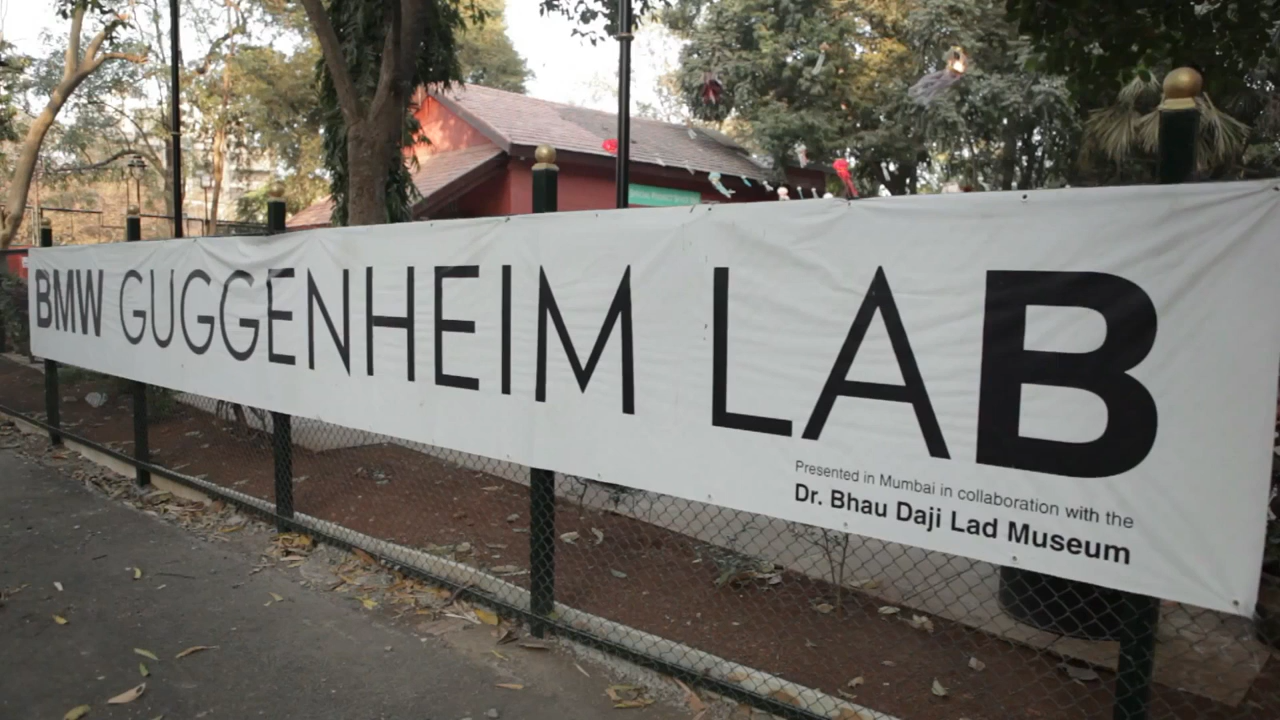 BMW GUGGENHEIM LAB
Presented in Mumbai in collaboration with the
Dr. Bhau Daji Lad Museum